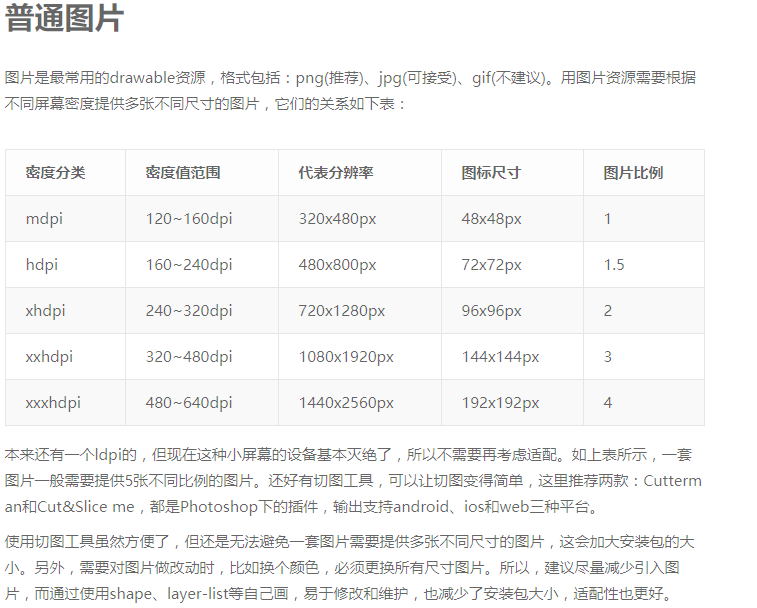 普通图片
图片是最常用的drawable资源，格式包括：png(推荐)、jpg(可接受)、gif(不建议)。用图片资源需要根据
不同屏幕密度提供多张不同尺寸的图片，它们的关系如下表：
密度分类 密度值范围 代表分辨率 图标尺寸 图片比例
mdpi 120~160dpi 320x480px 48x48px 1
hdpi 160~240dpi 480x800px 72x72px 1.5
xhdpi 240~320dpi 720x1280px 96x96px 2
xxhdpi 320~480dpi 1080x1920px 144x144px 3
xxxhdpi 480~640dpi 1440x2560px 192x192px 4
本来还有一个ldpi的，但现在这种小屏幕的设备基本灭绝了，所以不需要再考虑适配。如上表所示，一套
图片一般需要提供5张不同比例的图片。还好有切图工具，可以让切图变得简单，这里推荐两款：Cutterm
an和Cut&Slice me，都是Photoshop下的插件，输出支持android、ios和web三种平台。
使用切图工具虽然方便了，但还是无法避免一套图片需要提供多张不同尺寸的图片，这会加大安装包的大
小。另外，需要对图片做改动时，比如换个颜色，必须更换所有尺寸图片。所以，建议尽量减少引入图
片，而通过使用shape、layer-list等自己画，易于修改和维护，也减少了安装包大小，适配性也更好。